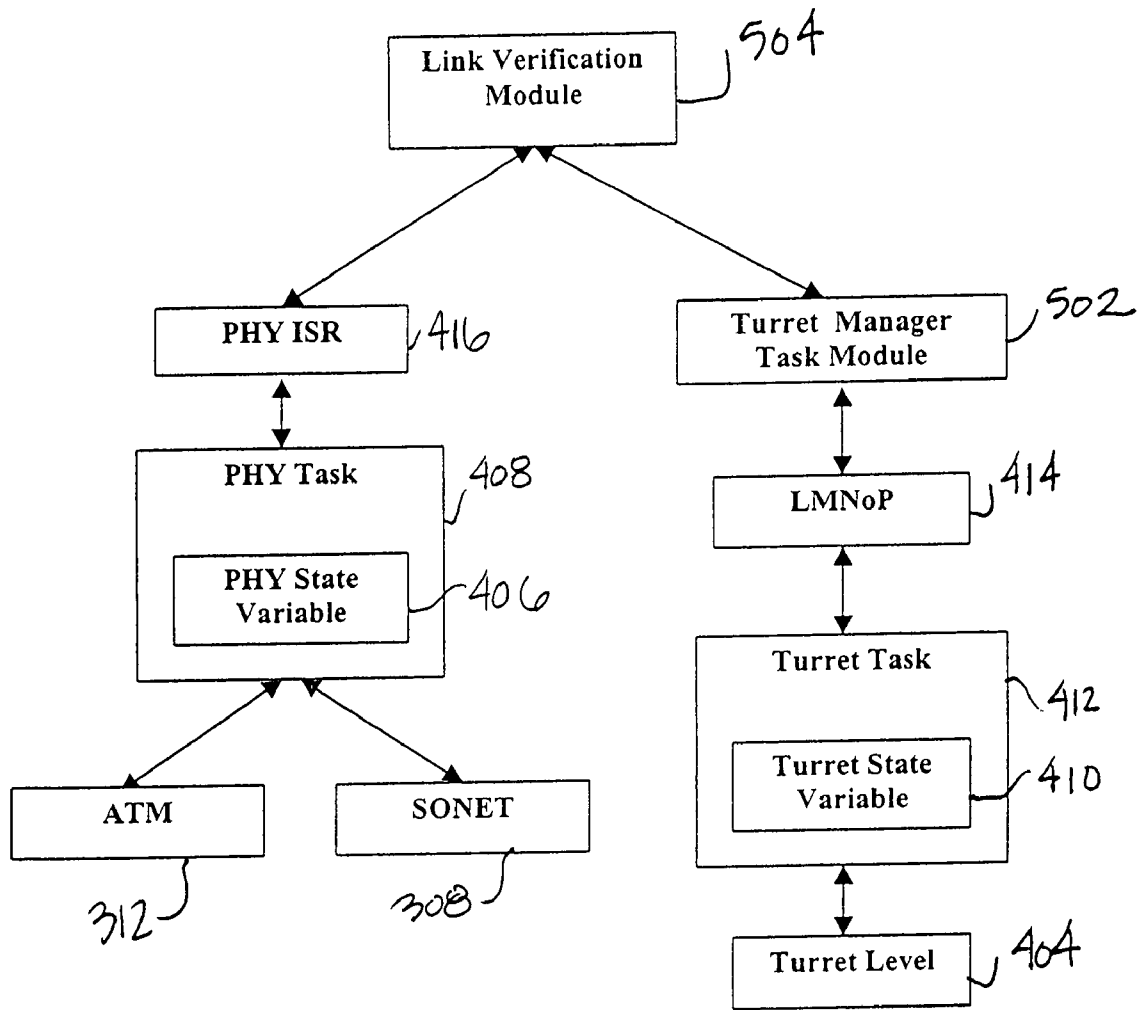 Link Verification
Module
504
PHY ISR
416
Turret Manager
Task Module
502
PHY Task
408
PHY State
Variable
406
LMNoP
414
Turret Task
412
Turret State
Variable
410
ATM
312
SONET
308
Turret Level
404